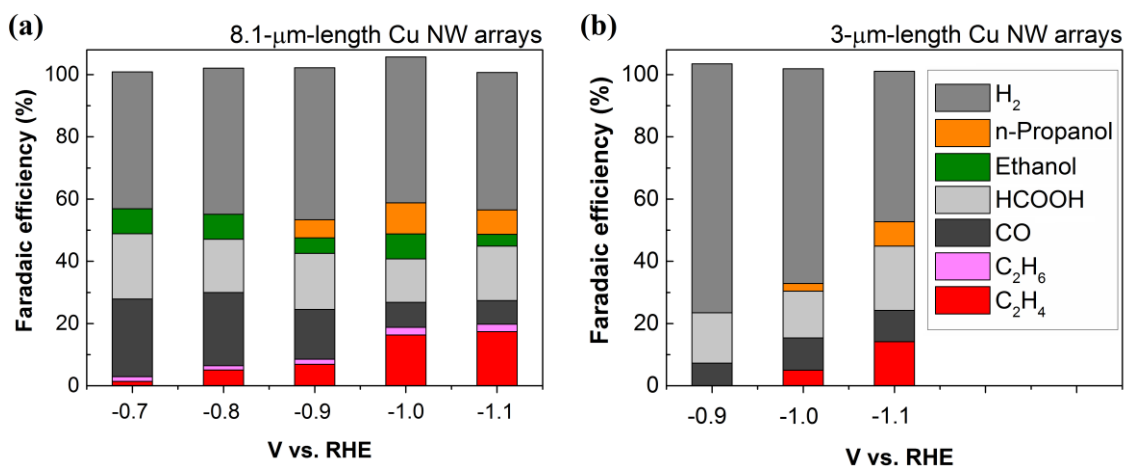 (a)
8.1-μm-length Cu NW arrays
Faradaic efficiency (%)
100
80
60
40
20
0
-0.7 -0.8 -0.9 -1.0 -1.1
V vs. RHE
(b)
3-μm-length Cu NW arrays
Faradaic efficiency (%)
100
80
60
40
20
0
-0.9 -1.0 -1.1
V vs. RHE
H₂
n-Propanol
Ethanol
HCOOH
CO
C₂H₆
C₂H₄